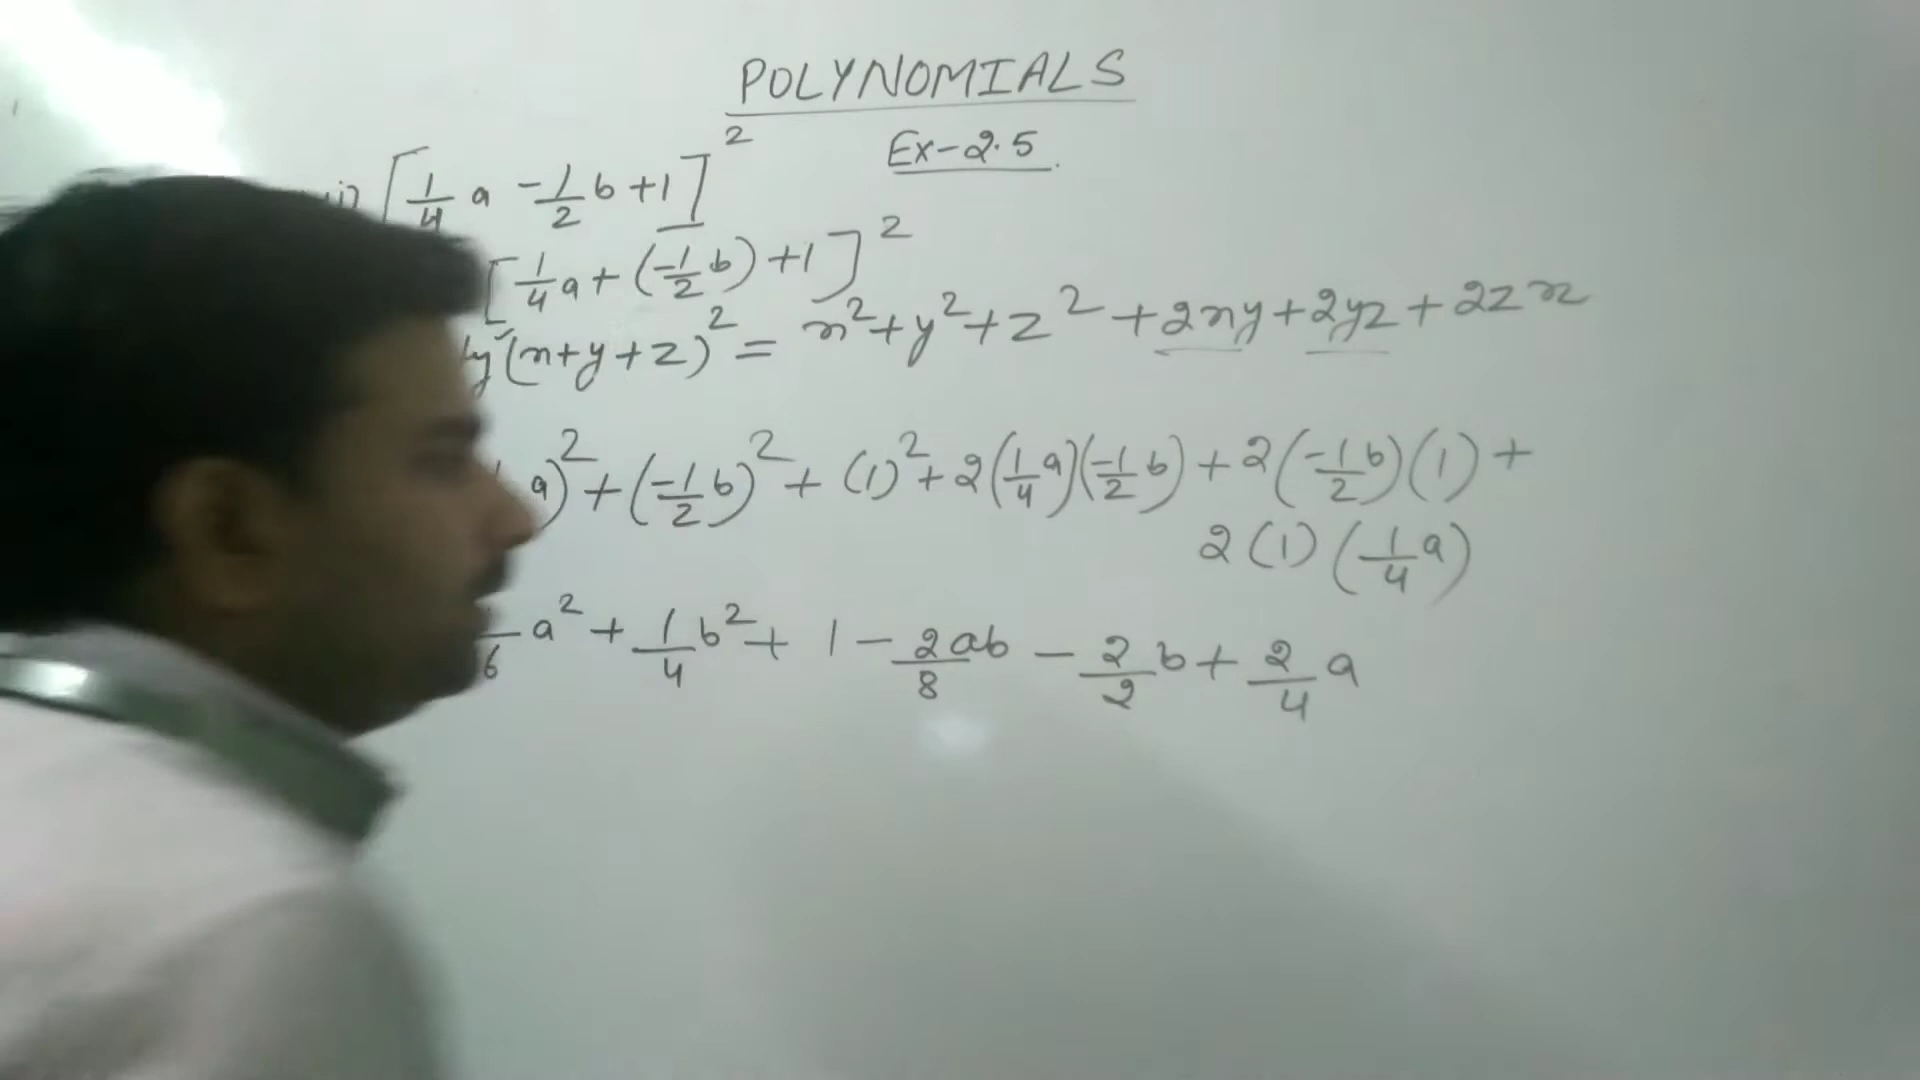 POLYNOMIALS
Ex-2.5
[1/4 a - 1/2 b + 1]²
[1/4 a + (-1/2 b) + 1]²
(x+y+z)² = x² + y² + z² + 2xy + 2yz + 2zx
a)² + (-1/2 b)² + (1)² + 2(1/4 a)(-1/2 b) + 2(-1/2 b)(1) +
2(1)(1/4 a)
6 a² + 1/4 b² + 1 - 2ab/8 - 2/2 b + 2/4 a